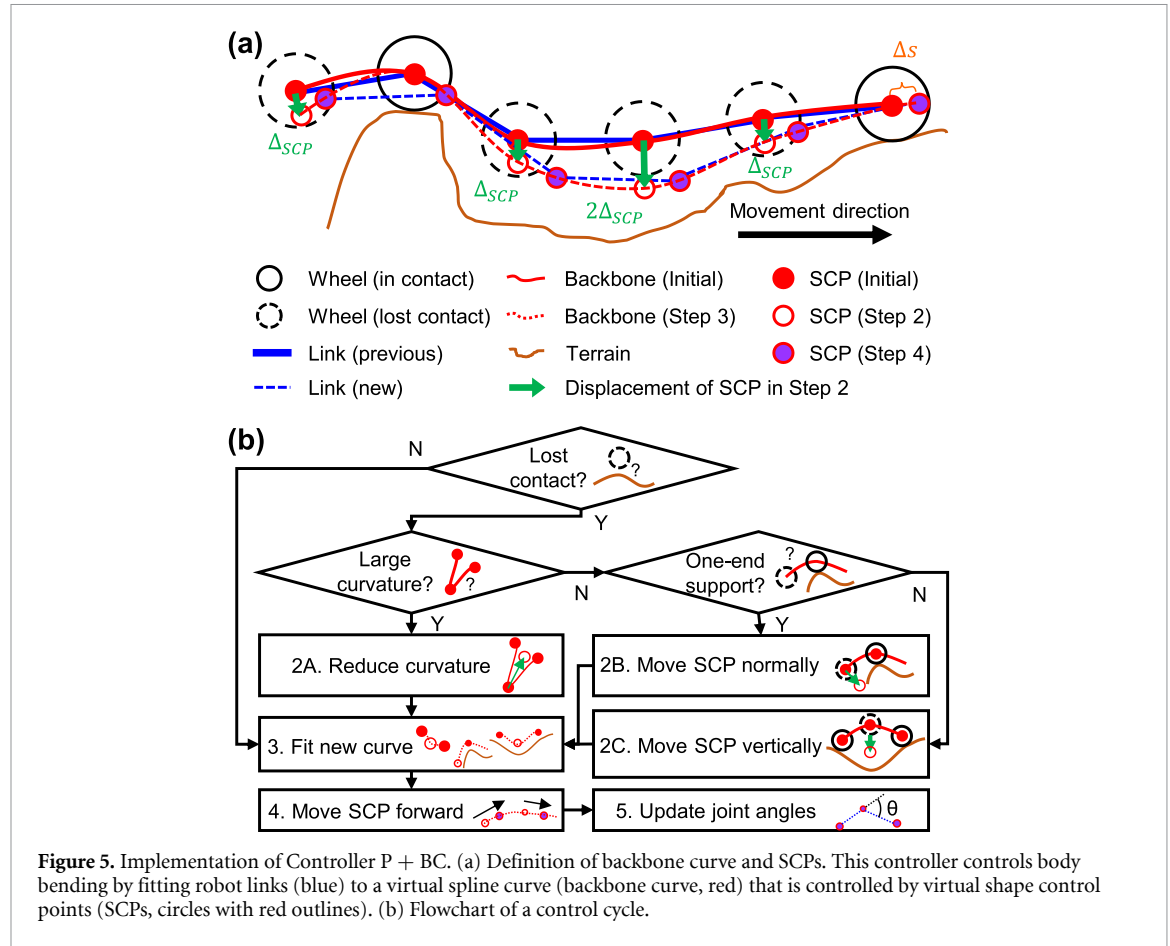 (a)
Δs
Δ_SCP
Δ_SCP
2Δ_SCP
Δ_SCP
Movement direction
Wheel (in contact)
Backbone (Initial)
SCP (Initial)
Wheel (lost contact)
Backbone (Step 3)
SCP (Step 2)
Link (previous)
Terrain
SCP (Step 4)
Link (new)
Displacement of SCP in Step 2
(b)
N
Lost
contact?
?
Y
Large
curvature?
?
N
One-end
support?
?
N
Y
Y
2A. Reduce curvature
2B. Move SCP normally
3. Fit new curve
2C. Move SCP vertically
4. Move SCP forward
5. Update joint angles
θ
Figure 5. Implementation of Controller P + BC. (a) Definition of backbone curve and SCPs. This controller controls body
bending by fitting robot links (blue) to a virtual spline curve (backbone curve, red) that is controlled by virtual shape control
points (SCPs, circles with red outlines). (b) Flowchart of a control cycle.